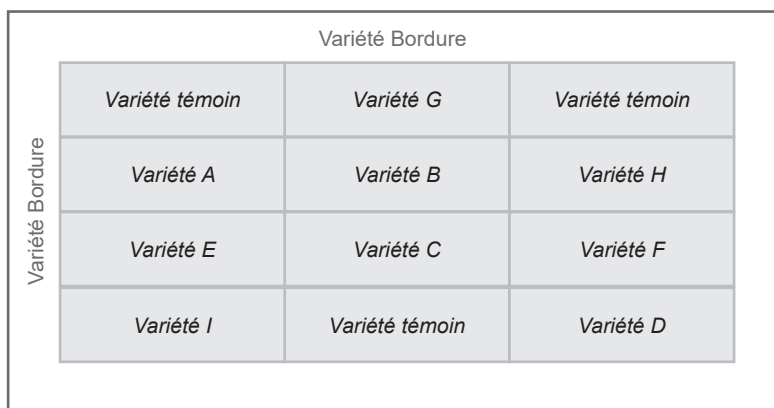 Variété Bordure
Variété Bordure
Variété témoin Variété G Variété témoin
Variété A Variété B Variété H
Variété E Variété C Variété F
Variété I Variété témoin Variété D